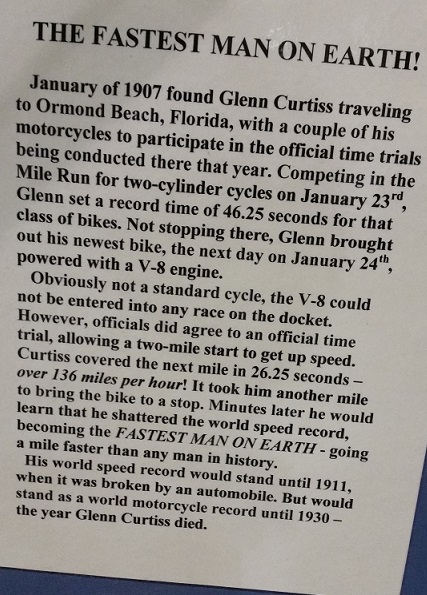 THE FASTEST MAN ON EARTH!
January of 1907 found Glenn Curtiss traveling
to Ormond Beach, Florida, with a couple of his
motorcycles to participate in the official time trials
being conducted there that year. Competing in the
Mile Run for two-cylinder cycles on January 23rd,
Glenn set a record time of 46.25 seconds for that
class of bikes. Not stopping there, Glenn brought
out his newest bike, the next day on January 24th,
powered with a V-8 engine.
Obviously not a standard cycle, the V-8 could
not be entered into any race on the docket.
However, officials did agree to an official time
trial, allowing a two-mile start to get up speed.
Curtiss covered the next mile in 26.25 seconds –
over 136 miles per hour! It took him another mile
to bring the bike to a stop. Minutes later he would
learn that he shattered the world speed record,
becoming the FASTEST MAN ON EARTH - going
a mile faster than any man in history.
His world speed record would stand until 1911,
when it was broken by an automobile. But would
stand as a world motorcycle record until 1930 –
the year Glenn Curtiss died.